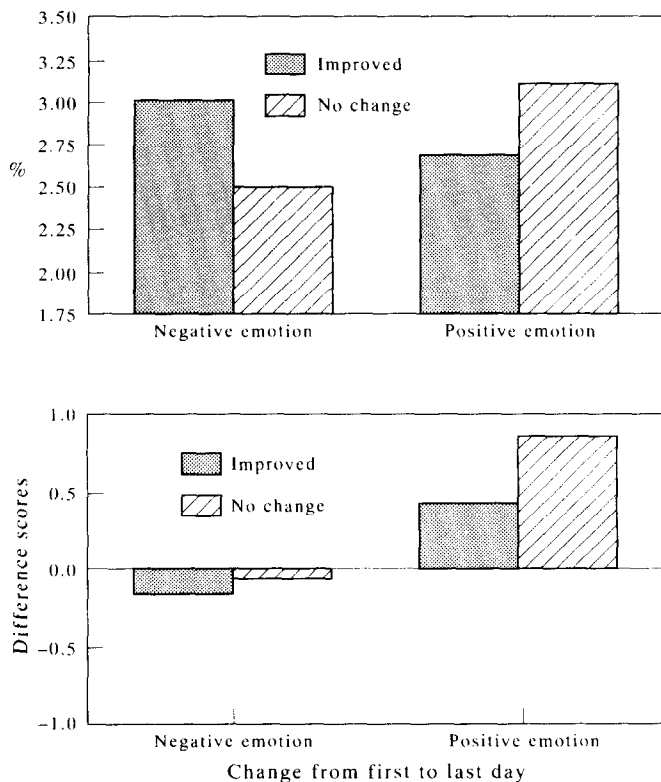 3.50
3.25
3.00
2.75
%
2.50
2.25
2.00
1.75
Improved
No change
Negative emotion
Positive emotion
1.0
0.5
0.0
−0.5
−1.0
Difference scores
Improved
No change
Negative emotion
Positive emotion
Change from first to last day